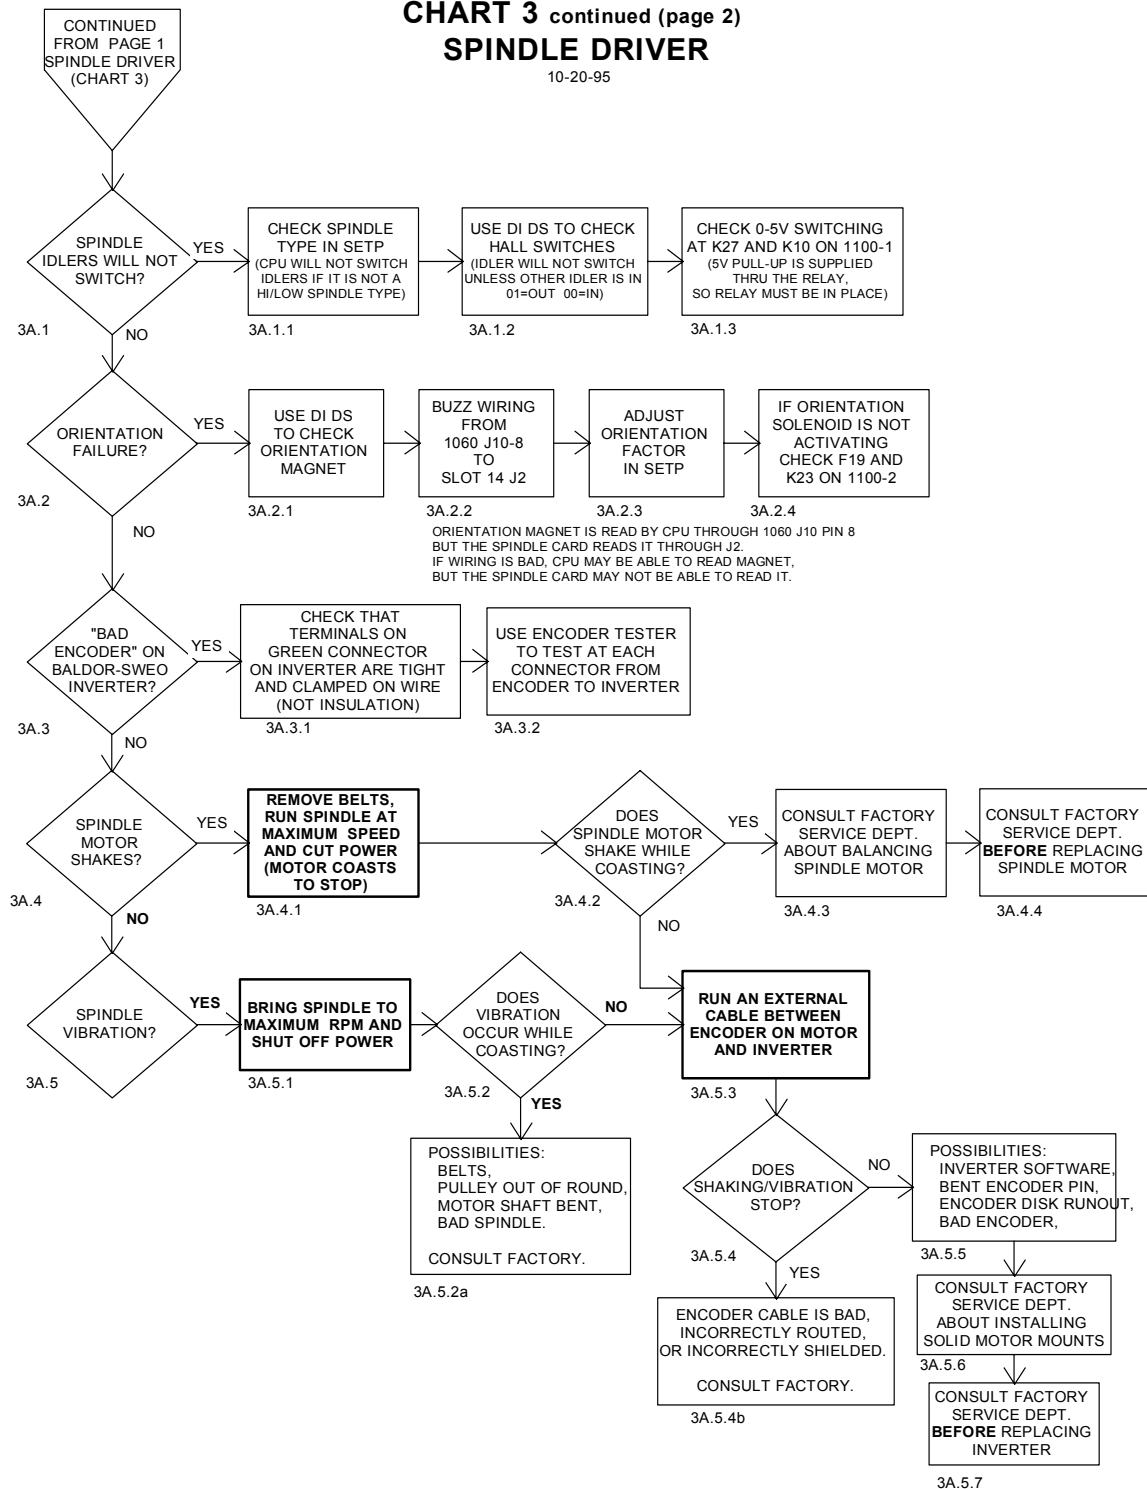 CHART 3 continued (page 2)
SPINDLE DRIVER
10-20-95
CONTINUED
FROM PAGE 1
SPINDLE DRIVER
(CHART 3)
SPINDLE
IDLERS WILL NOT
SWITCH?
YES
3A.1
NO
CHECK SPINDLE
TYPE IN SETP
(CPU WILL NOT SWITCH
IDLERS IF IT IS NOT A
HI/LOW SPINDLE TYPE)
3A.1.1
USE DI DS TO CHECK
HALL SWITCHES
(IDLER WILL NOT SWITCH
UNLESS OTHER IDLER IS IN
01=OUT 00=IN)
3A.1.2
CHECK 0-5V SWITCHING
AT K27 AND K10 ON 1100-1
(5V PULL-UP IS SUPPLIED
THRU THE RELAY,
SO RELAY MUST BE IN PLACE)
3A.1.3
ORIENTATION
FAILURE?
YES
3A.2
NO
USE DI DS
TO CHECK
ORIENTATION
MAGNET
3A.2.1
BUZZ WIRING
FROM
1060 J10-8
TO
SLOT 14 J2
3A.2.2
ADJUST
ORIENTATION
FACTOR
IN SETP
3A.2.3
IF ORIENTATION
SOLENOID IS NOT
ACTIVATING
CHECK F19 AND
K23 ON 1100-2
3A.2.4
ORIENTATION MAGNET IS READ BY CPU THROUGH 1060 J10 PIN 8
BUT THE SPINDLE CARD READS IT THROUGH J2.
IF WIRING IS BAD, CPU MAY BE ABLE TO READ MAGNET,
BUT THE SPINDLE CARD MAY NOT BE ABLE TO READ IT.
"BAD
ENCODER" ON
BALDOR-SWEO
INVERTER?
YES
3A.3
NO
CHECK THAT
TERMINALS ON
GREEN CONNECTOR
ON INVERTER ARE TIGHT
AND CLAMPED ON WIRE
(NOT INSULATION)
3A.3.1
USE ENCODER TESTER
TO TEST AT EACH
CONNECTOR FROM
ENCODER TO INVERTER
3A.3.2
SPINDLE
MOTOR
SHAKES?
YES
3A.4
NO
REMOVE BELTS,
RUN SPINDLE AT
MAXIMUM SPEED
AND CUT POWER
(MOTOR COASTS
TO STOP)
3A.4.1
DOES
SPINDLE MOTOR
SHAKE WHILE
COASTING?
YES
3A.4.2
NO
CONSULT FACTORY
SERVICE DEPT.
ABOUT BALANCING
SPINDLE MOTOR
3A.4.3
CONSULT FACTORY
SERVICE DEPT.
BEFORE REPLACING
SPINDLE MOTOR
3A.4.4
SPINDLE
VIBRATION?
YES
3A.5
BRING SPINDLE TO
MAXIMUM RPM AND
SHUT OFF POWER
3A.5.1
DOES
VIBRATION
OCCUR WHILE
COASTING?
NO
3A.5.2
YES
POSSIBILITIES:
BELTS,
PULLEY OUT OF ROUND,
MOTOR SHAFT BENT,
BAD SPINDLE.
CONSULT FACTORY.
3A.5.2a
RUN AN EXTERNAL
CABLE BETWEEN
ENCODER ON MOTOR
AND INVERTER
3A.5.3
DOES
SHAKING/VIBRATION
STOP?
NO
3A.5.4
YES
ENCODER CABLE IS BAD,
INCORRECTLY ROUTED,
OR INCORRECTLY SHIELDED.
CONSULT FACTORY.
3A.5.4b
POSSIBILITIES:
INVERTER SOFTWARE,
BENT ENCODER PIN,
ENCODER DISK RUNOUT,
BAD ENCODER,
3A.5.5
CONSULT FACTORY
SERVICE DEPT.
ABOUT INSTALLING
SOLID MOTOR MOUNTS
3A.5.6
CONSULT FACTORY
SERVICE DEPT.
BEFORE REPLACING
INVERTER
3A.5.7